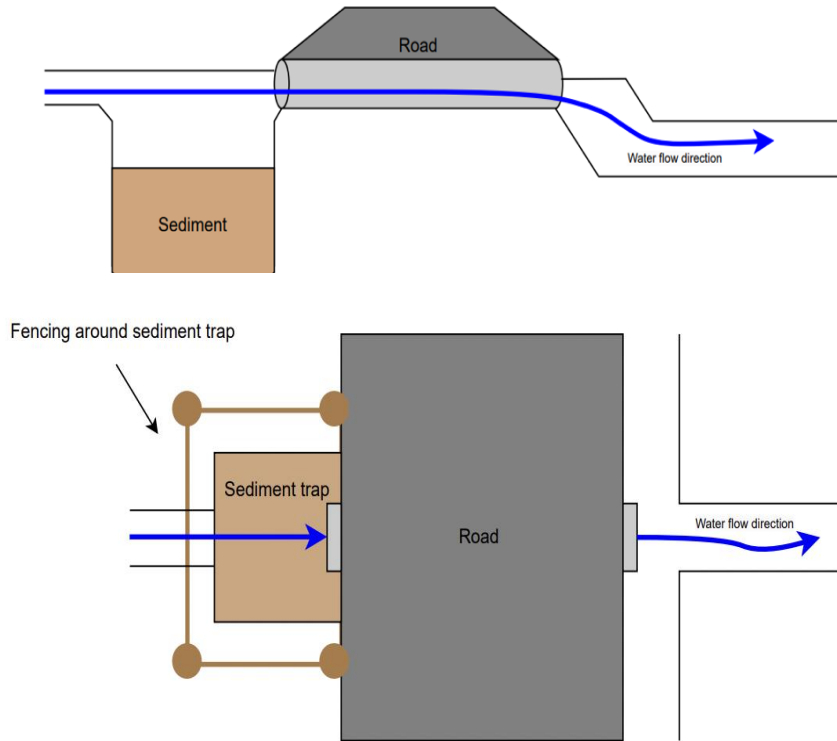 Road
Water flow direction
Sediment
Fencing around sediment trap
Sediment trap
Water flow direction
Road